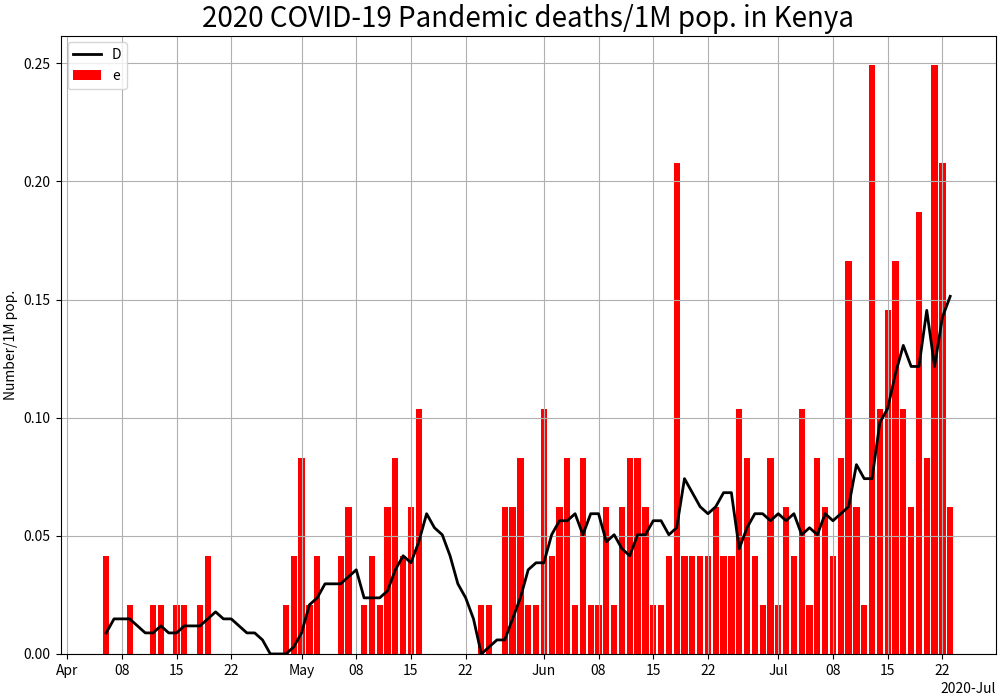 2020 COVID-19 Pandemic deaths/1M pop. in Kenya
D
e
0.25
0.20
0.15
0.10
0.05
0.00
Number/1M pop.
Apr 08 15 22 May 08 15 22 Jun 08 15 22 Jul 08 15 22
2020-Jul